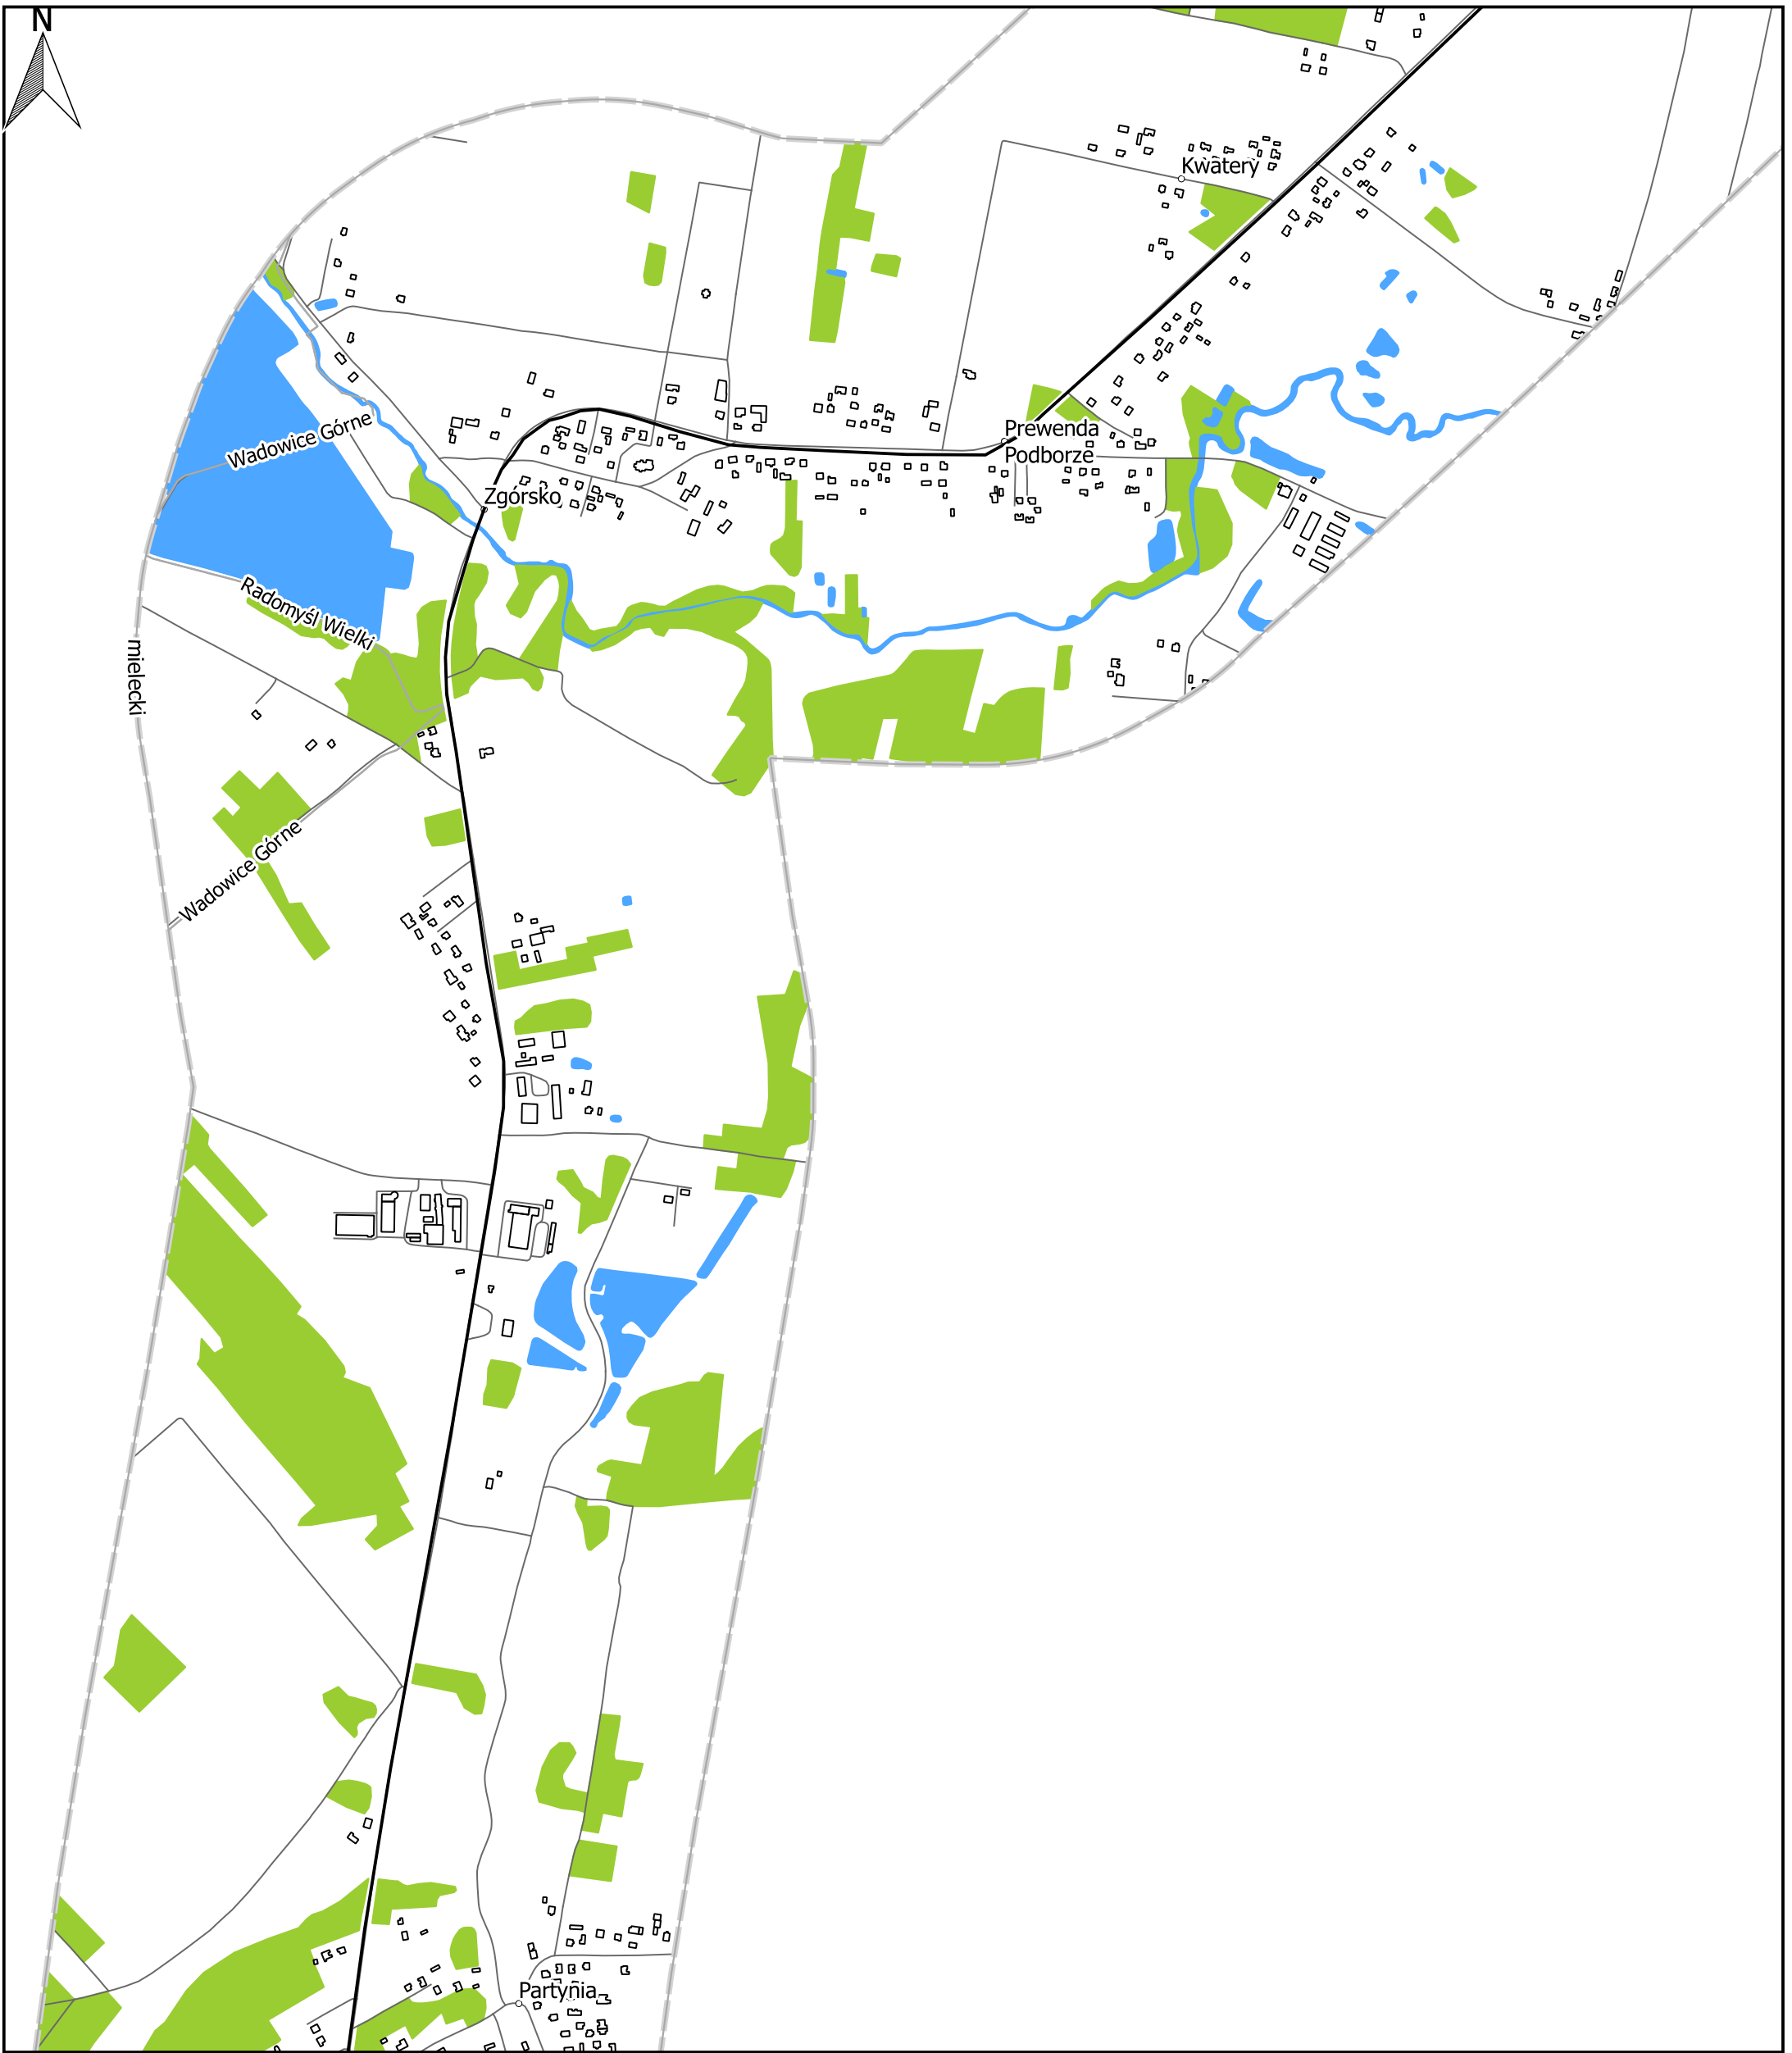 N
Kwatery
Wadowice Górne
Prewenda
Podborze
Zgórsko
Radomyśl Wielki
mielecki
Wadowice Górne
Partynia